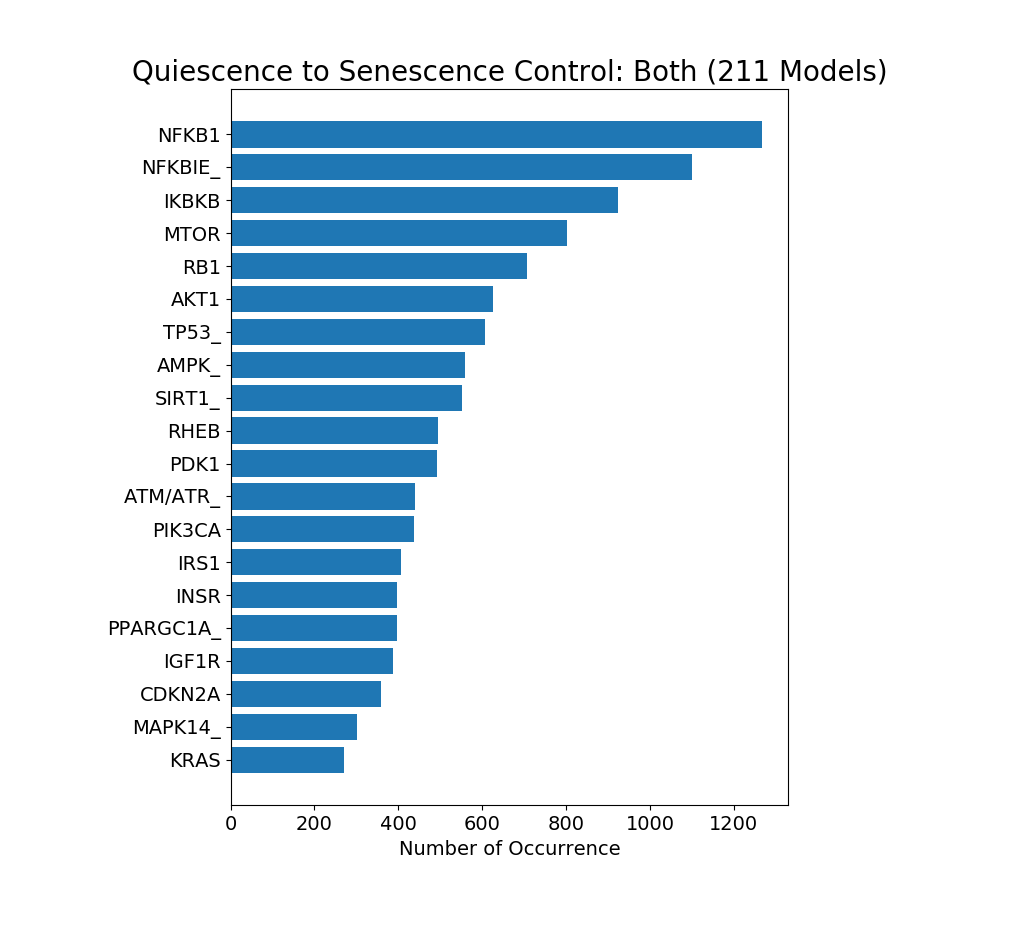 Quiescence to Senescence Control: Both (211 Models)
NFKB1
NFKBIE_
IKBKB
MTOR
RB1
AKT1
TP53_
AMPK_
SIRT1_
RHEB
PDK1
ATM/ATR_
PIK3CA
IRS1
INSR
PPARGC1A_
IGF1R
CDKN2A
MAPK14_
KRAS
0 200 400 600 800 1000 1200
Number of Occurrence